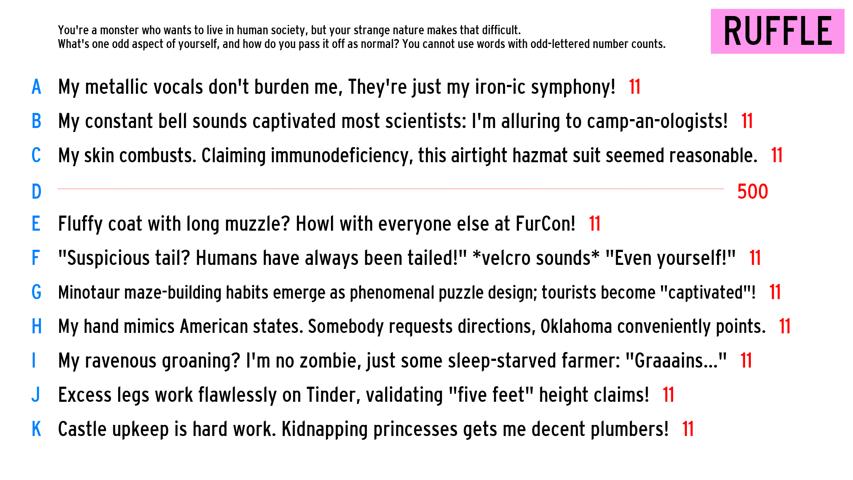 You're a monster who wants to live in human society, but your strange nature makes that difficult.
What's one odd aspect of yourself, and how do you pass it off as normal? You cannot use words with odd-lettered number counts.
RUFFLE
A My metallic vocals don't burden me, They're just my iron-ic symphony! 11
B My constant bell sounds captivated most scientists: I'm alluring to camp-an-ologists! 11
C My skin combusts. Claiming immunodeficiency, this airtight hazmat suit seemed reasonable. 11
D 500
E Fluffy coat with long muzzle? Howl with everyone else at FurCon! 11
F "Suspicious tail? Humans have always been tailed!" *velcro sounds* "Even yourself!" 11
G Minotaur maze-building habits emerge as phenomenal puzzle design; tourists become "captivated"! 11
H My hand mimics American states. Somebody requests directions, Oklahoma conveniently points. 11
I My ravenous groaning? I'm no zombie, just some sleep-starved farmer: "Graaains..." 11
J Excess legs work flawlessly on Tinder, validating "five feet" height claims! 11
K Castle upkeep is hard work. Kidnapping princesses gets me decent plumbers! 11